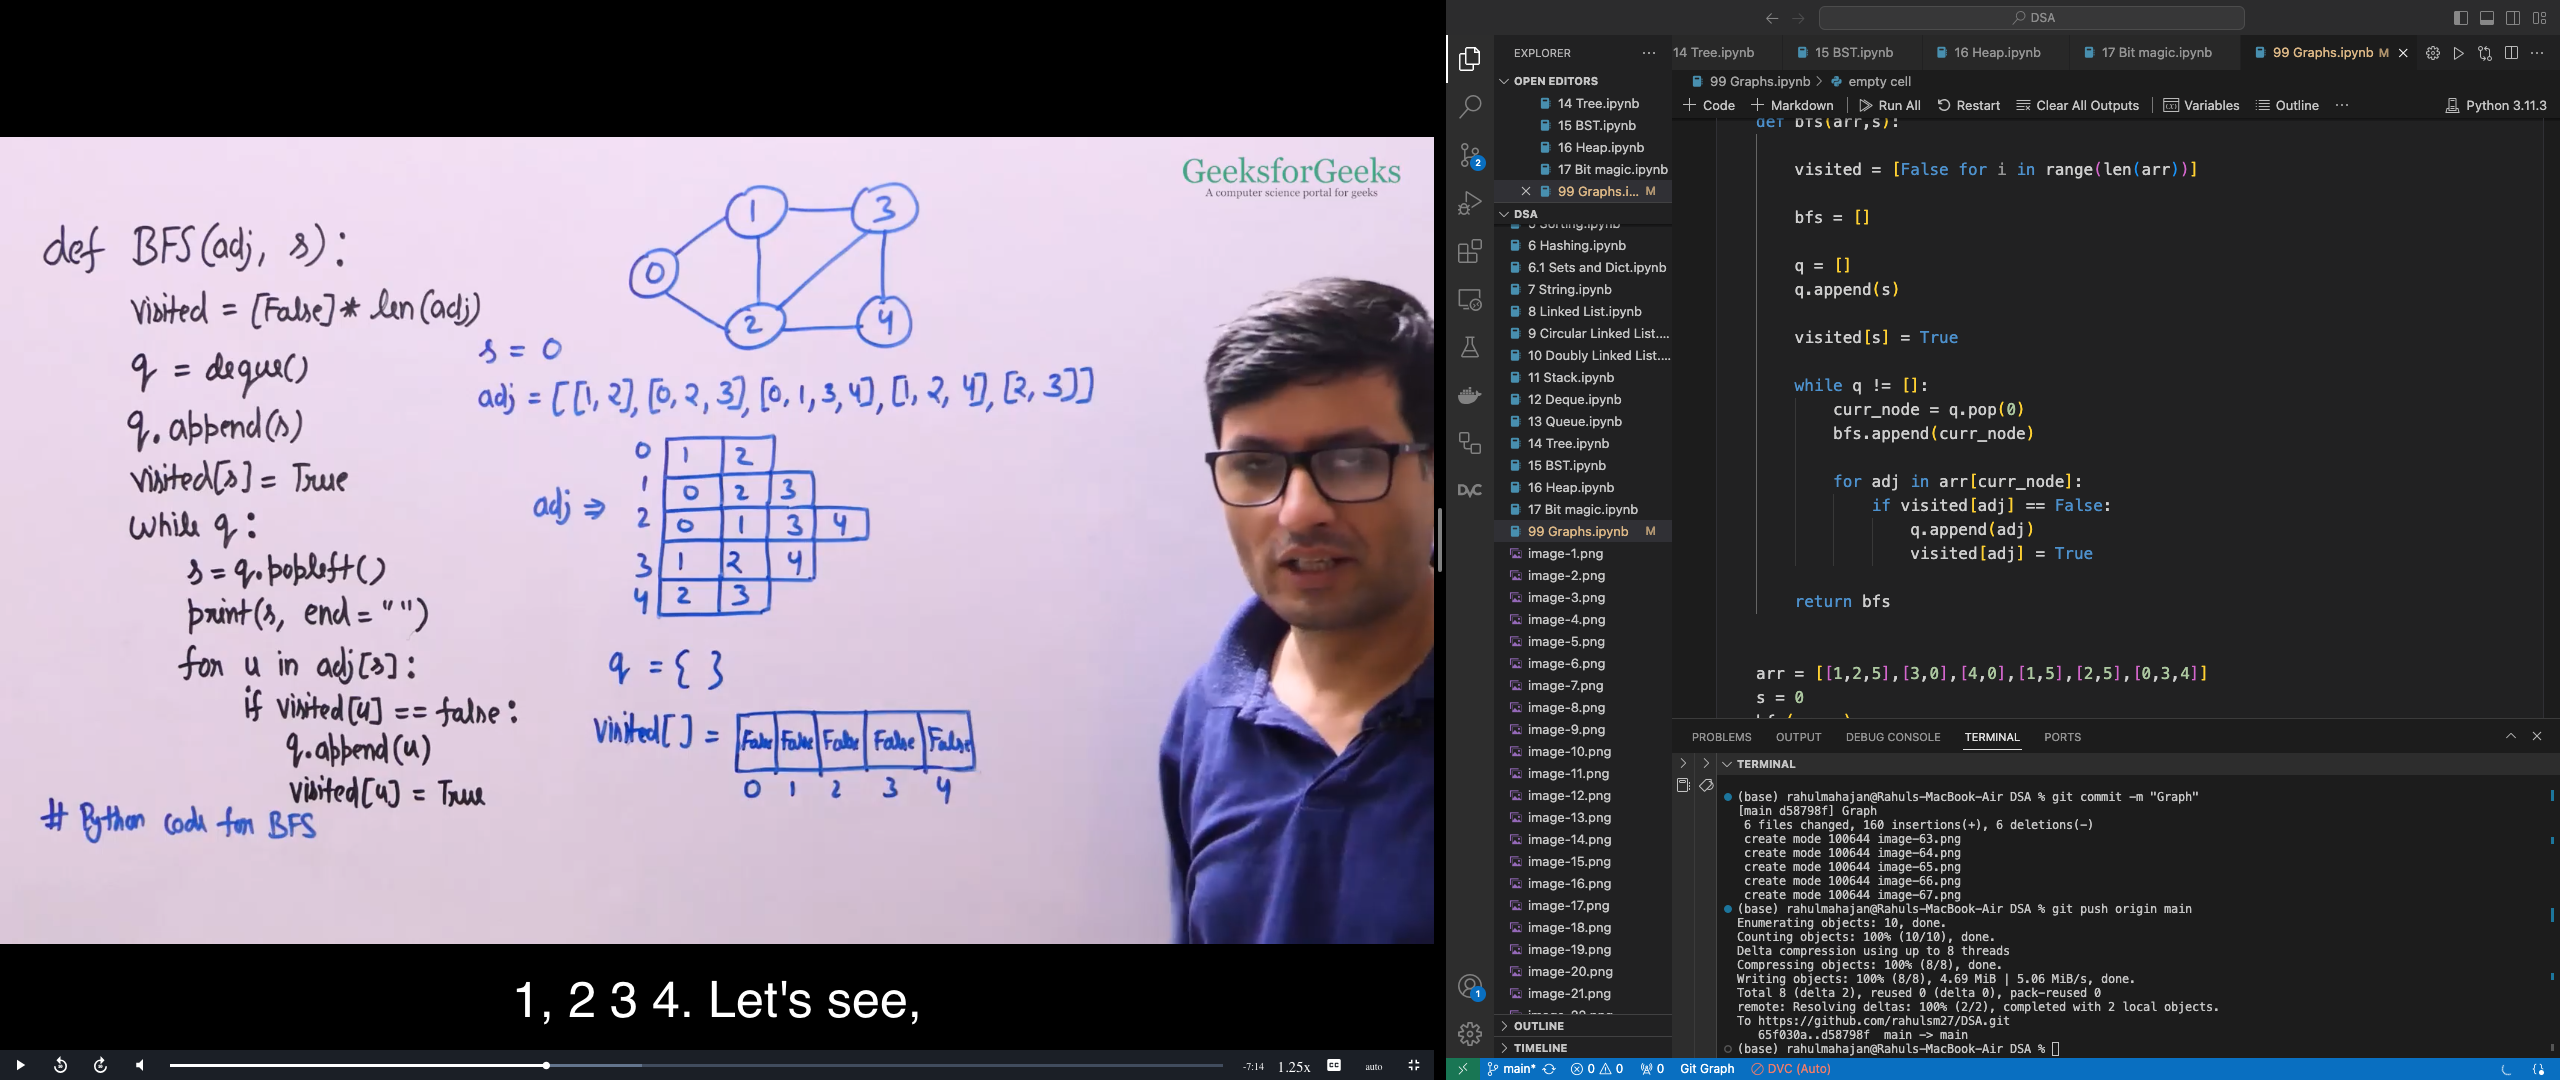 GeeksforGeeks
A computer science portal for geeks
def BFS(adj, s):
visited = [False]* len(adj)
q = deque()
q.append(s)
visited[s] = True
while q:
s = q.popleft()
print(s, end = " ")
for u in adj[s]:
if visited[u] == false:
q.append(u)
visited[u] = True
# Python code for BFS
1
3
0
2
4
s = 0
adj = [[1, 2], [0, 2, 3], [0, 1, 3, 4], [1, 2, 4], [2, 3]]
adj ⇒
0 1 2
1 0 2 3
2 0 1 3 4
3 1 2 4
4 2 3
q = { }
visited[] = False False False False False
0 1 2 3 4
1, 2 3 4. Let's see,
-7:14 1.25x CC auto
DSA
EXPLORER
OPEN EDITORS
14 Tree.ipynb
15 BST.ipynb
16 Heap.ipynb
17 Bit magic.ipynb
99 Graphs.i... M
DSA
5 Sorting.ipynb
6 Hashing.ipynb
6.1 Sets and Dict.ipynb
7 String.ipynb
8 Linked List.ipynb
9 Circular Linked List....
10 Doubly Linked List....
11 Stack.ipynb
12 Deque.ipynb
13 Queue.ipynb
14 Tree.ipynb
15 BST.ipynb
16 Heap.ipynb
17 Bit magic.ipynb
99 Graphs.ipynb M
image-1.png
image-2.png
image-3.png
image-4.png
image-5.png
image-6.png
image-7.png
image-8.png
image-9.png
image-10.png
image-11.png
image-12.png
image-13.png
image-14.png
image-15.png
image-16.png
image-17.png
image-18.png
image-19.png
image-20.png
image-21.png
OUTLINE
TIMELINE
14 Tree.ipynb 15 BST.ipynb 16 Heap.ipynb 17 Bit magic.ipynb 99 Graphs.ipynb M
99 Graphs.ipynb > empty cell
+ Code + Markdown Run All Restart Clear All Outputs Variables Outline ... Python 3.11.3
def bfs(arr,s):
visited = [False for i in range(len(arr))]
bfs = []
q = []
q.append(s)
visited[s] = True
while q != []:
curr_node = q.pop(0)
bfs.append(curr_node)
for adj in arr[curr_node]:
if visited[adj] == False:
q.append(adj)
visited[adj] = True
return bfs
arr = [[1,2,5],[3,0],[4,0],[1,5],[2,5],[0,3,4]]
s = 0
PROBLEMS OUTPUT DEBUG CONSOLE TERMINAL PORTS
TERMINAL
(base) rahulmahajan@Rahuls-MacBook-Air DSA % git commit -m "Graph"
[main d58798f] Graph
6 files changed, 160 insertions(+), 6 deletions(-)
create mode 100644 image-63.png
create mode 100644 image-64.png
create mode 100644 image-65.png
create mode 100644 image-66.png
create mode 100644 image-67.png
(base) rahulmahajan@Rahuls-MacBook-Air DSA % git push origin main
Enumerating objects: 10, done.
Counting objects: 100% (10/10), done.
Delta compression using up to 8 threads
Compressing objects: 100% (8/8), done.
Writing objects: 100% (8/8), 4.69 MiB | 5.06 MiB/s, done.
Total 8 (delta 2), reused 0 (delta 0), pack-reused 0
remote: Resolving deltas: 100% (2/2), completed with 2 local objects.
To https://github.com/rahulsm27/DSA.git
65f030a..d58798f main -> main
(base) rahulmahajan@Rahuls-MacBook-Air DSA %
2
DVC
1
main* 0 0 0 Git Graph DVC (Auto)